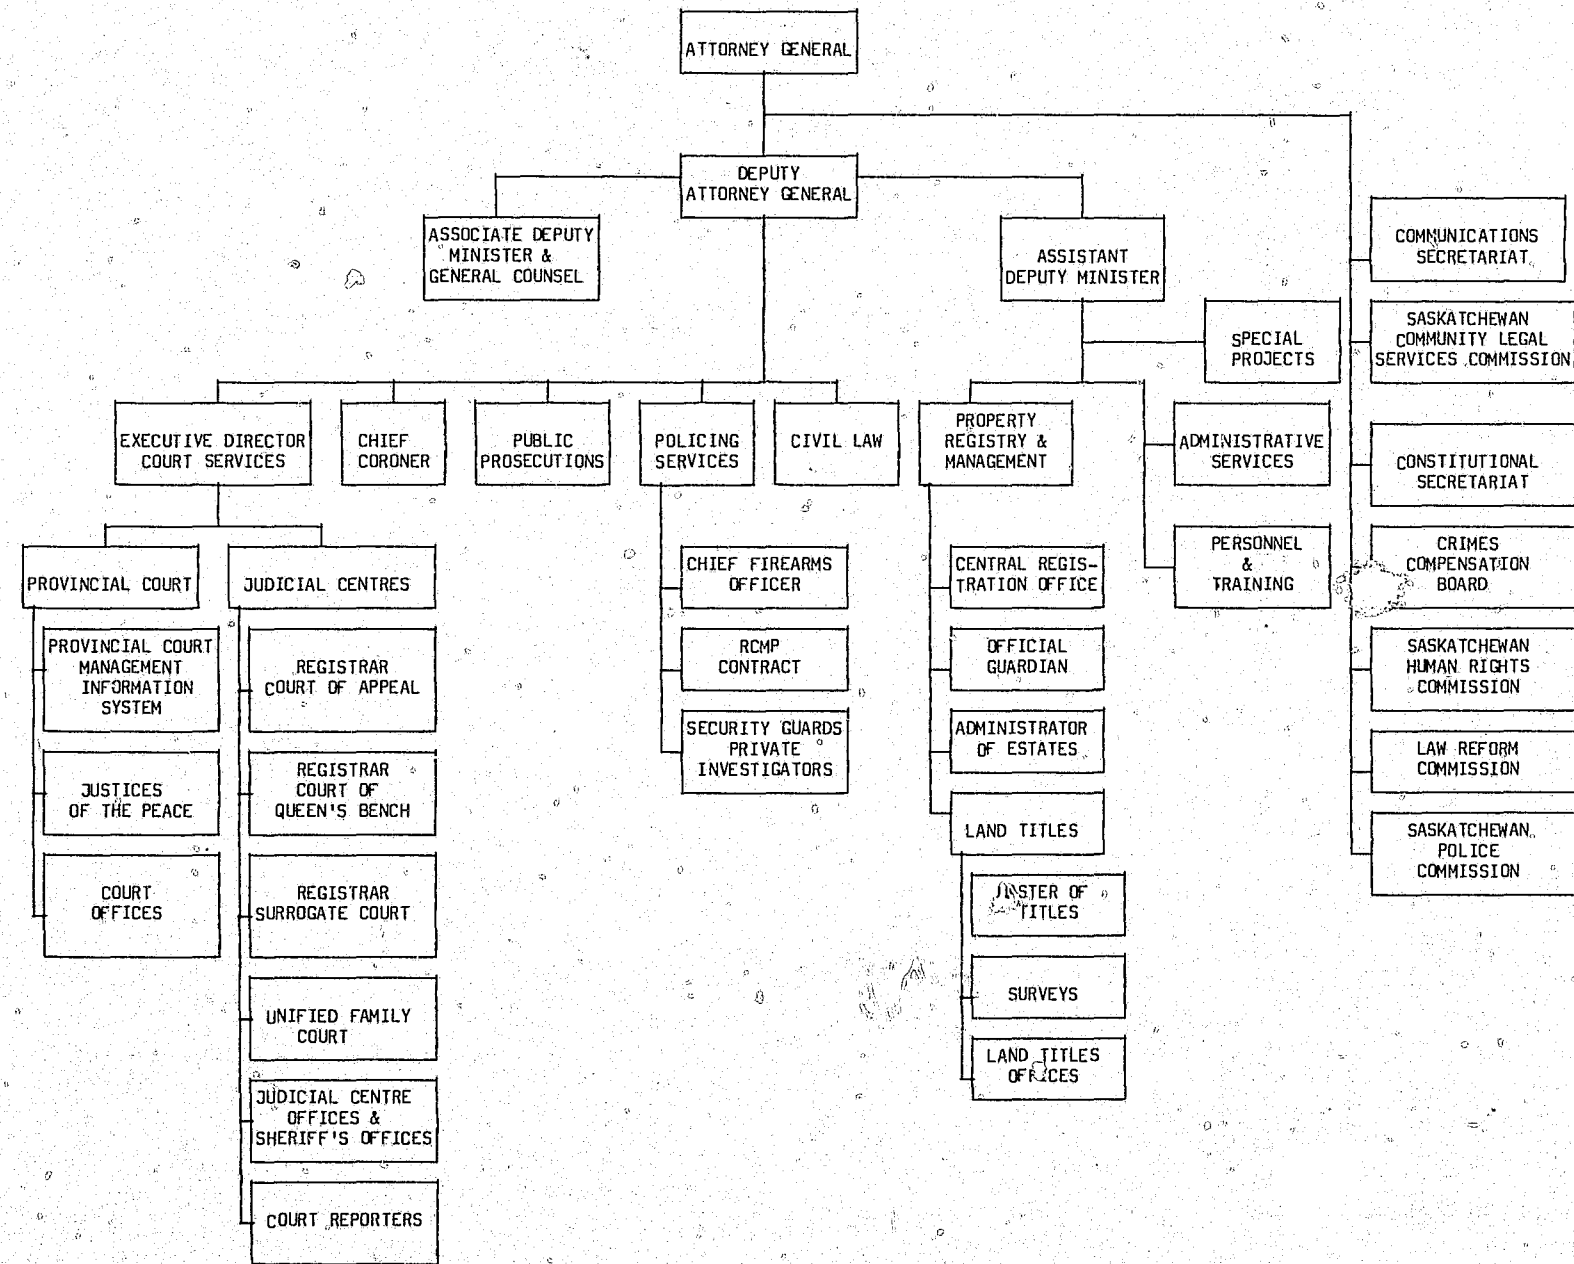 ATTORNEY GENERAL
DEPUTY
ATTORNEY GENERAL
ASSOCIATE DEPUTY
MINISTER &
GENERAL COUNSEL
ASSISTANT
DEPUTY MINISTER
COMMUNICATIONS
SECRETARIAT
SPECIAL
PROJECTS
SASKATCHEWAN
COMMUNITY LEGAL
SERVICES COMMISSION
EXECUTIVE DIRECTOR
COURT SERVICES
CHIEF
CORONER
PUBLIC
PROSECUTIONS
POLICING
SERVICES
CIVIL LAW
PROPERTY
REGISTRY &
MANAGEMENT
ADMINISTRATIVE
SERVICES
CONSTITUTIONAL
SECRETARIAT
PROVINCIAL COURT
JUDICIAL CENTRES
CHIEF FIREARMS
OFFICER
CENTRAL REGIS-
TRATION OFFICE
PERSONNEL
&
TRAINING
CRIMES
COMPENSATION
BOARD
PROVINCIAL COURT
MANAGEMENT
INFORMATION
SYSTEM
REGISTRAR
COURT OF APPEAL
RCMP
CONTRACT
OFFICIAL
GUARDIAN
SASKATCHEWAN
HUMAN RIGHTS
COMMISSION
JUSTICES
OF THE PEACE
REGISTRAR
COURT OF
QUEEN'S BENCH
SECURITY GUARDS
PRIVATE
INVESTIGATORS
ADMINISTRATOR
OF ESTATES
LAW REFORM
COMMISSION
LAND TITLES
SASKATCHEWAN
POLICE
COMMISSION
COURT
OFFICES
REGISTRAR
SURROGATE COURT
OF
TITLES
UNIFIED FAMILY
COURT
SURVEYS
LAND TITLES
OFFICES
JUDICIAL CENTRE
OFFICES &
SHERIFF'S OFFICES
COURT REPORTERS